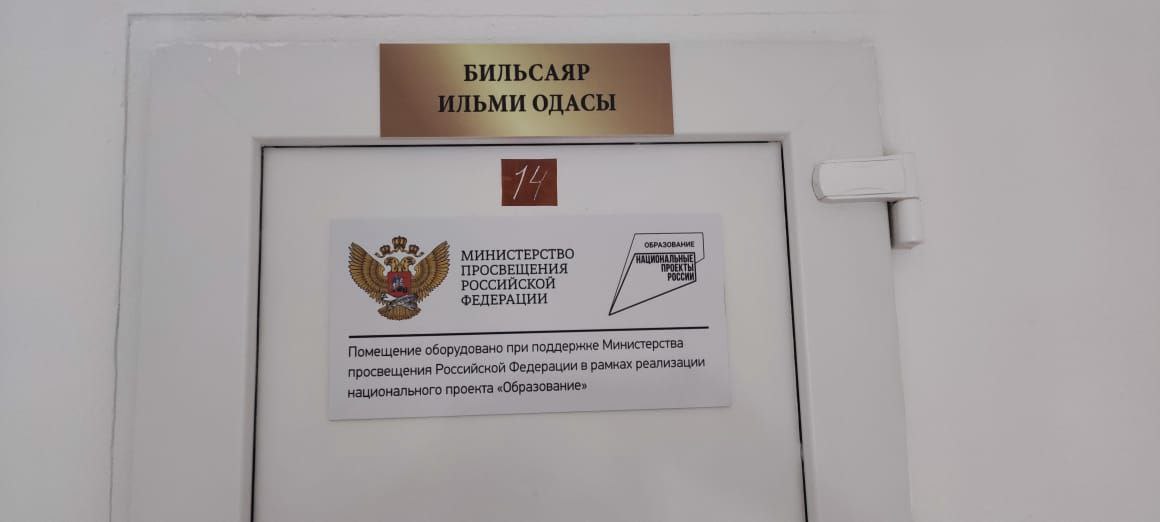 БИЛЬСАЯР
ИЛЬМИ ОДАСЫ
14
МИНИСТЕРСТВО
ПРОСВЕЩЕНИЯ
РОССИЙСКОЙ
ФЕДЕРАЦИИ
ОБРАЗОВАНИЕ
НАЦИОНАЛЬНЫЕ
ПРОЕКТЫ
РОССИИ
Помещение оборудовано при поддержке Министерства
просвещения Российской Федерации в рамках реализации
национального проекта «Образование»